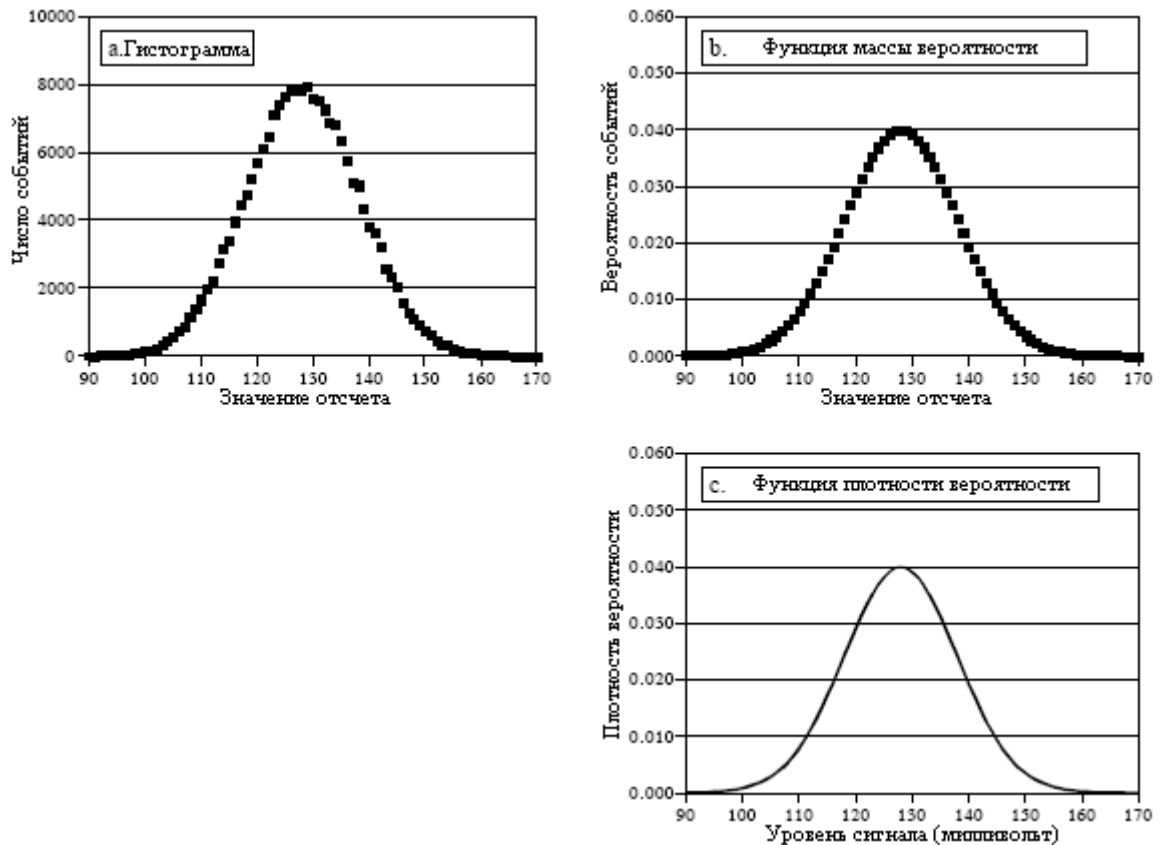 a.Гистограмма
Число событий
10000
8000
6000
4000
2000
0
90 100 110 120 130 140 150 160 170
Значение отсчета
b. Функция массы вероятности
Вероятность событий
0.060
0.050
0.040
0.030
0.020
0.010
0.000
90 100 110 120 130 140 150 160 170
Значение отсчета
c. Функция плотности вероятности
Плотность вероятности
0.060
0.050
0.040
0.030
0.020
0.010
0.000
90 100 110 120 130 140 150 160 170
Уровень сигнала (милливольт)